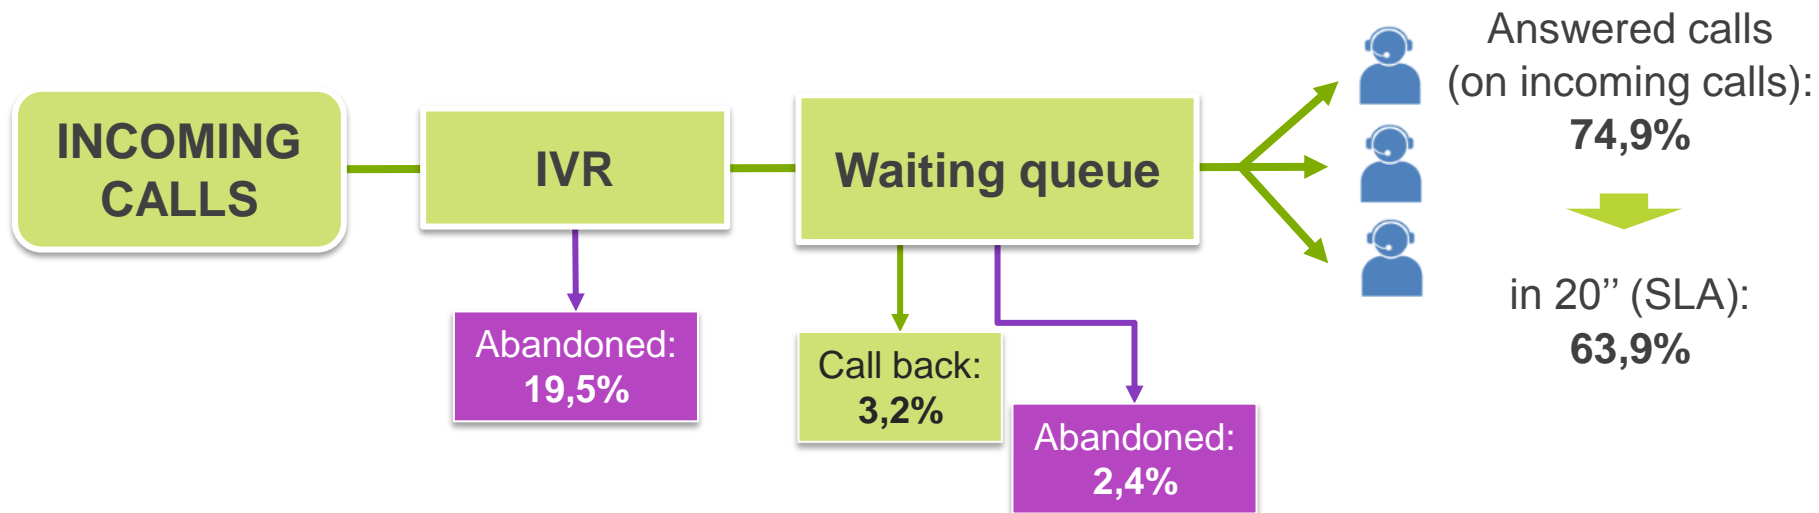 INCOMING
CALLS
IVR
Waiting queue
Abandoned:
19,5%
Call back:
3,2%
Abandoned:
2,4%
Answered calls
(on incoming calls):
74,9%
in 20’’ (SLA):
63,9%